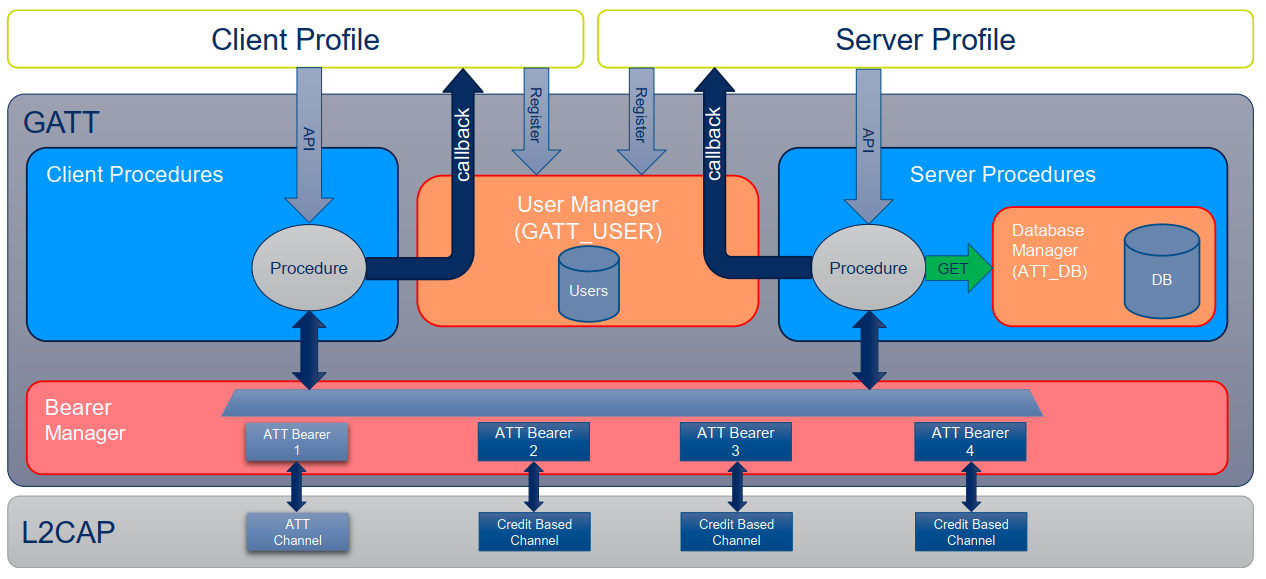 Client Profile
Server Profile
GATT
API
callback
Register
Register
callback
API
Client Procedures
Procedure
User Manager
(GATT_USER)
Users
Server Procedures
Procedure
GET
Database
Manager
(ATT_DB)
DB
Bearer
Manager
ATT Bearer
1
ATT Bearer
2
ATT Bearer
3
ATT Bearer
4
L2CAP
ATT
Channel
Credit Based
Channel
Credit Based
Channel
Credit Based
Channel